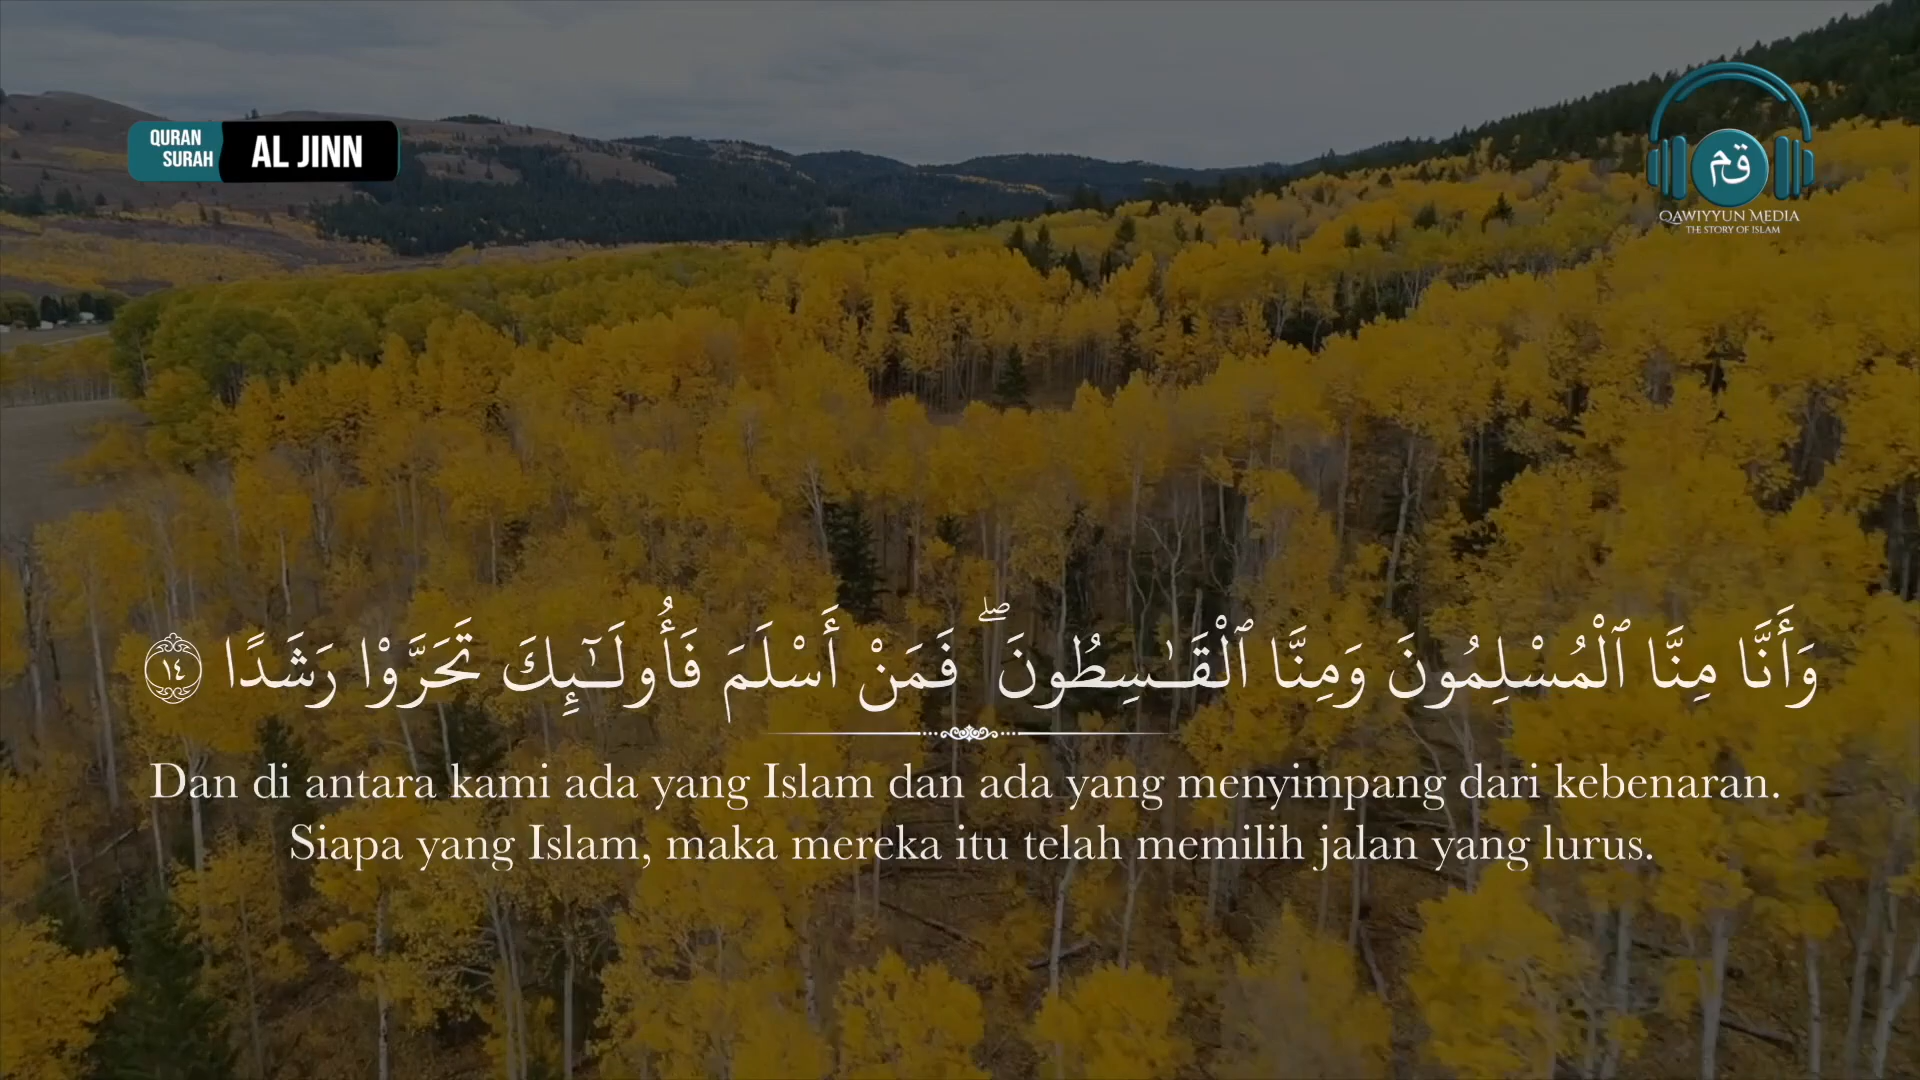 QURAN
SURAH
AL JINN
قم
QAWIYYUN MEDIA
THE STORY OF ISLAM
وَأَنَّا مِنَّا ٱلْمُسْلِمُونَ وَمِنَّا ٱلْقَـٰسِطُونَ ۖ فَمَنْ أَسْلَمَ فَأُولَـٰٓئِكَ تَحَرَّوْا رَشَدًا ١٤
Dan di antara kami ada yang Islam dan ada yang menyimpang dari kebenaran.
Siapa yang Islam, maka mereka itu telah memilih jalan yang lurus.